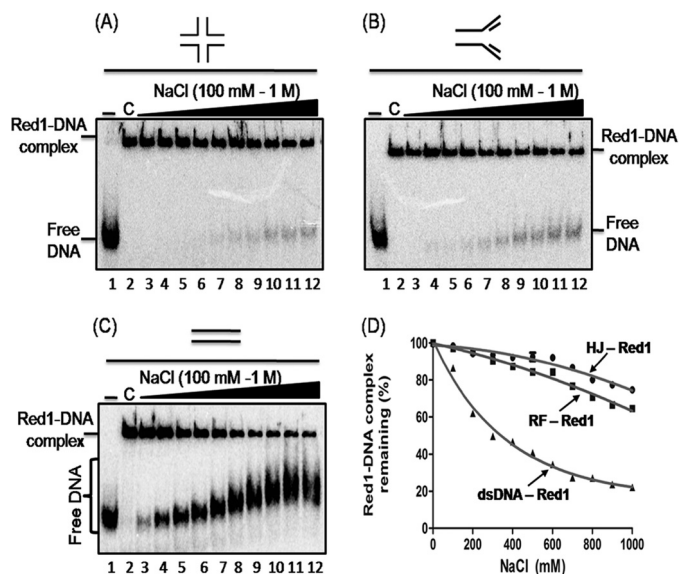 (A)
NaCl (100 mM - 1 M)
– C
Red1-DNA
complex
Free
DNA
1 2 3 4 5 6 7 8 9 10 11 12
(B)
NaCl (100 mM - 1 M)
– C
Red1-DNA
complex
Free
DNA
1 2 3 4 5 6 7 8 9 10 11 12
(C)
NaCl (100 mM -1 M)
– C
Red1-DNA
complex
Free DNA
1 2 3 4 5 6 7 8 9 10 11 12
(D)
Red1-DNA complex
remaining (%)
100
80
60
40
20
0
HJ – Red1
RF – Red1
dsDNA – Red1
0 200 400 600 800 1000
NaCl (mM)